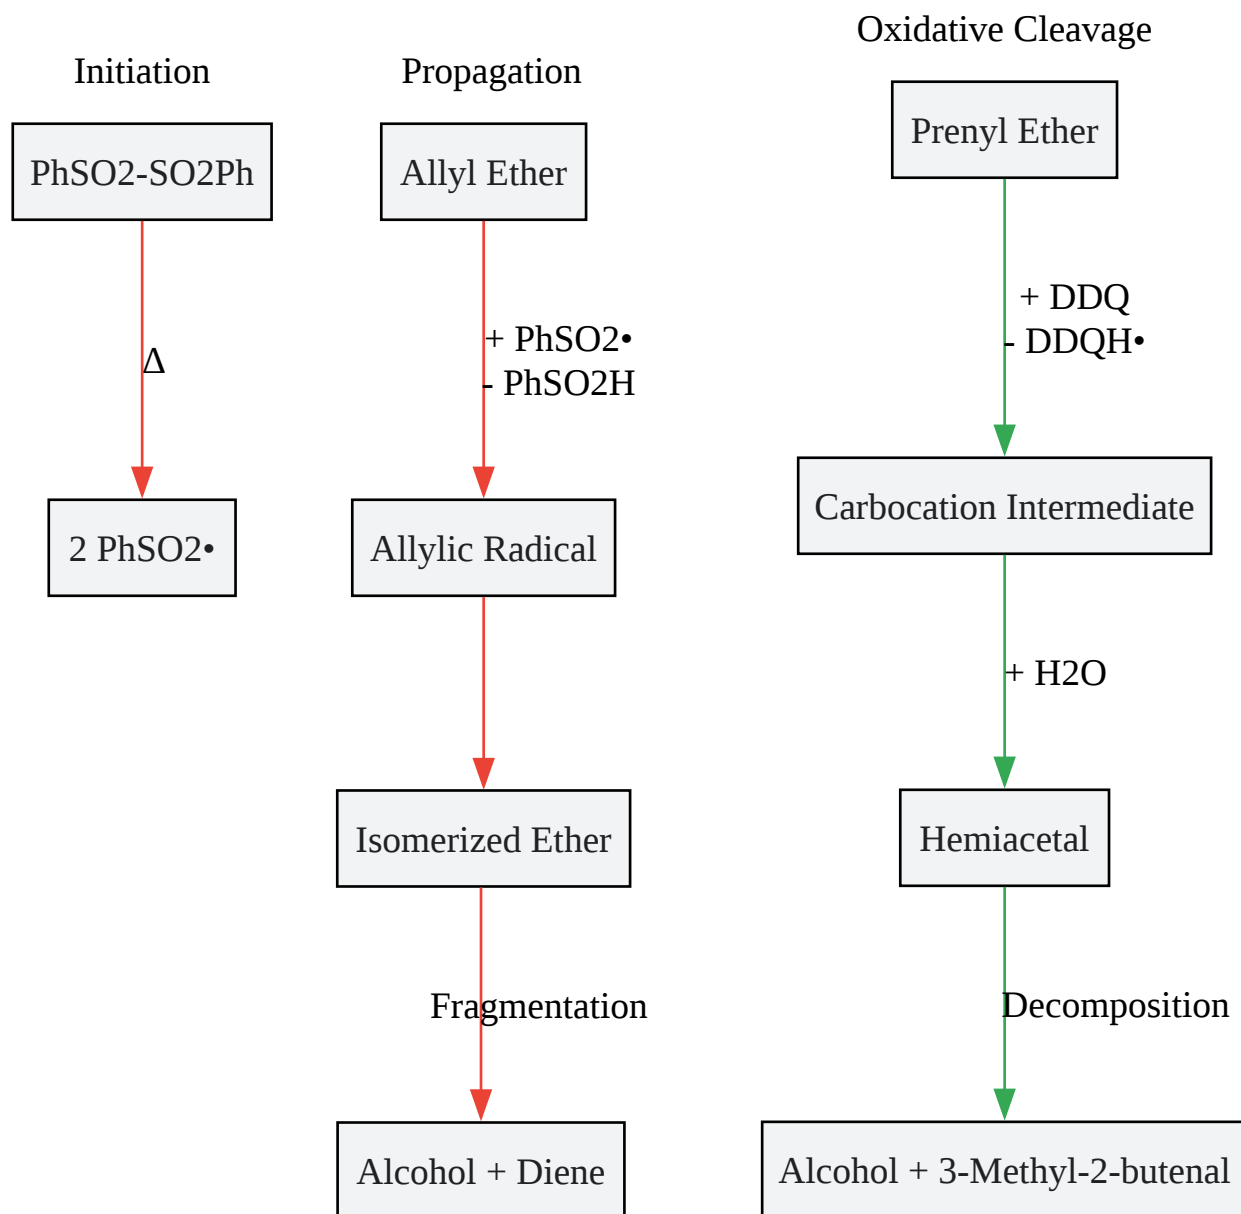 Initiation
PhSO2-SO2Ph
Δ
2 PhSO2•
Propagation
Allyl Ether
+ PhSO2•
- PhSO2H
Allylic Radical
Isomerized Ether
Fragmentation
Alcohol + Diene
Oxidative Cleavage
Prenyl Ether
+ DDQ
- DDQH•
Carbocation Intermediate
+ H2O
Hemiacetal
Decomposition
Alcohol + 3-Methyl-2-butenal